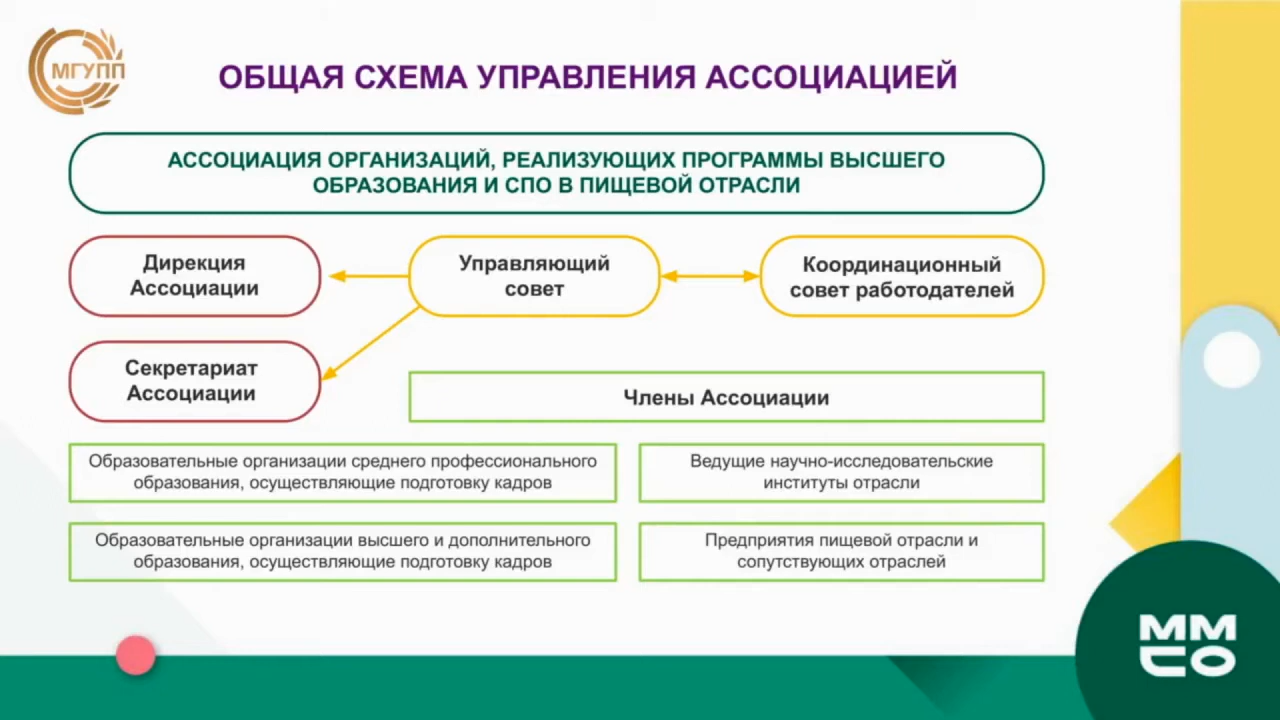 МГУПП
ОБЩАЯ СХЕМА УПРАВЛЕНИЯ АССОЦИАЦИЕЙ
АССОЦИАЦИЯ ОРГАНИЗАЦИЙ, РЕАЛИЗУЮЩИХ ПРОГРАММЫ ВЫСШЕГО
ОБРАЗОВАНИЯ И СПО В ПИЩЕВОЙ ОТРАСЛИ
Дирекция
Ассоциации
Управляющий
совет
Координационный
совет работодателей
Секретариат
Ассоциации
Члены Ассоциации
Образовательные организации среднего профессионального
образования, осуществляющие подготовку кадров
Ведущие научно-исследовательские
институты отрасли
Образовательные организации высшего и дополнительного
образования, осуществляющие подготовку кадров
Предприятия пищевой отрасли и
сопутствующих отраслей
ММ
СО